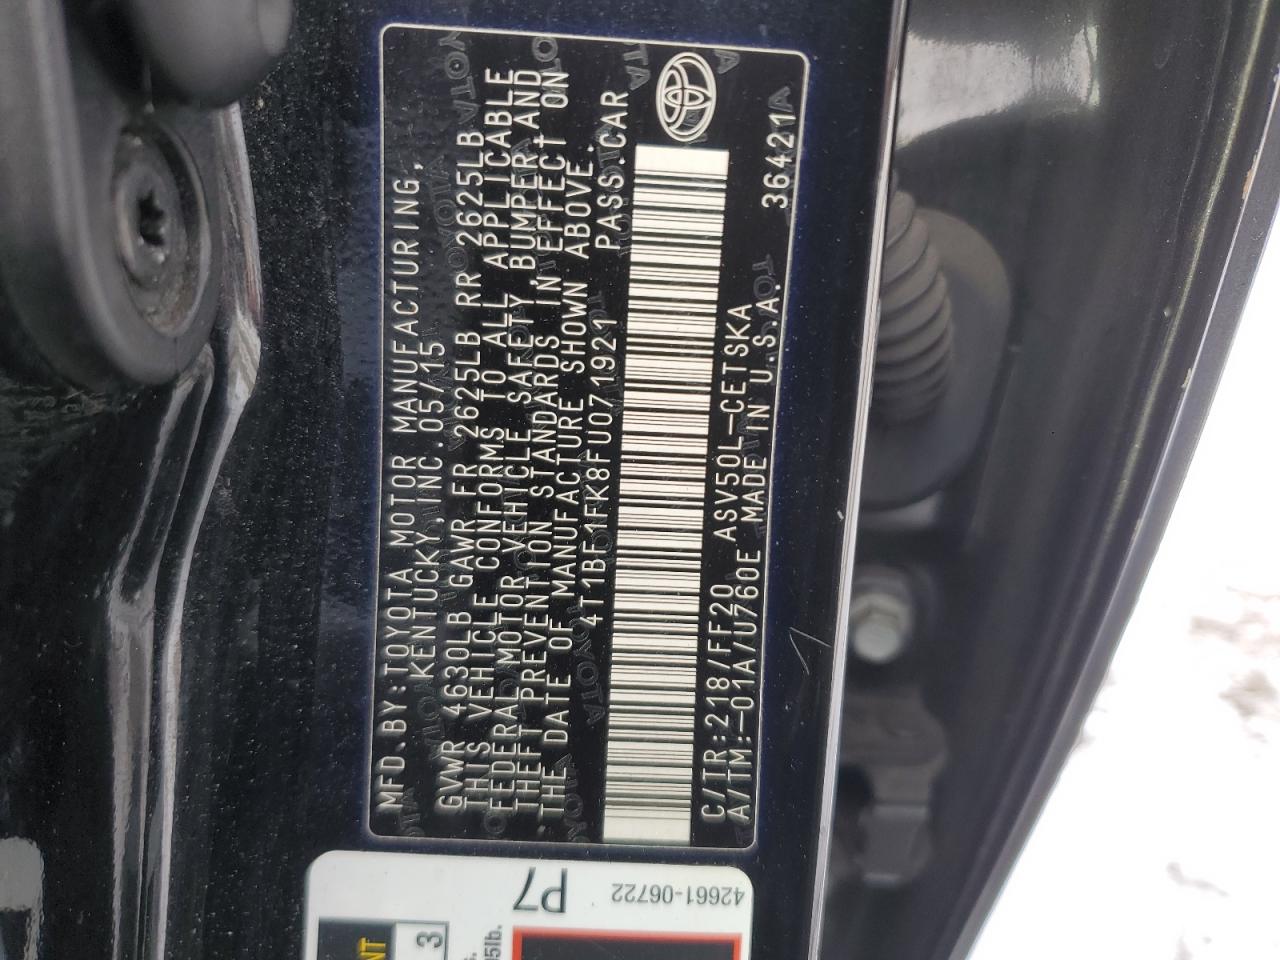 MFD.BY:TOYOTA MOTOR MANUFACTURING,
KENTUCKY, INC. 05/15
GVWR 4630LB GAWR FR 2625LB RR 2625LB
THIS VEHICLE CONFORMS TO ALL APPLICABLE
FEDERAL MOTOR VEHICLE SAFETY,BUMPER,AND
THEFT PREVENTION STANDARDS IN EFFECT ON
THE DATE OF MANUFACTURE SHOWN ABOVE.
4T1BF1FK8FU071921 PASS.CAR
C/TR:218/FF20 ASV50L-CETSKA
A/TM:-01A/U760E MADE IN U.S.A. 36421A
P7
42661-06722
3